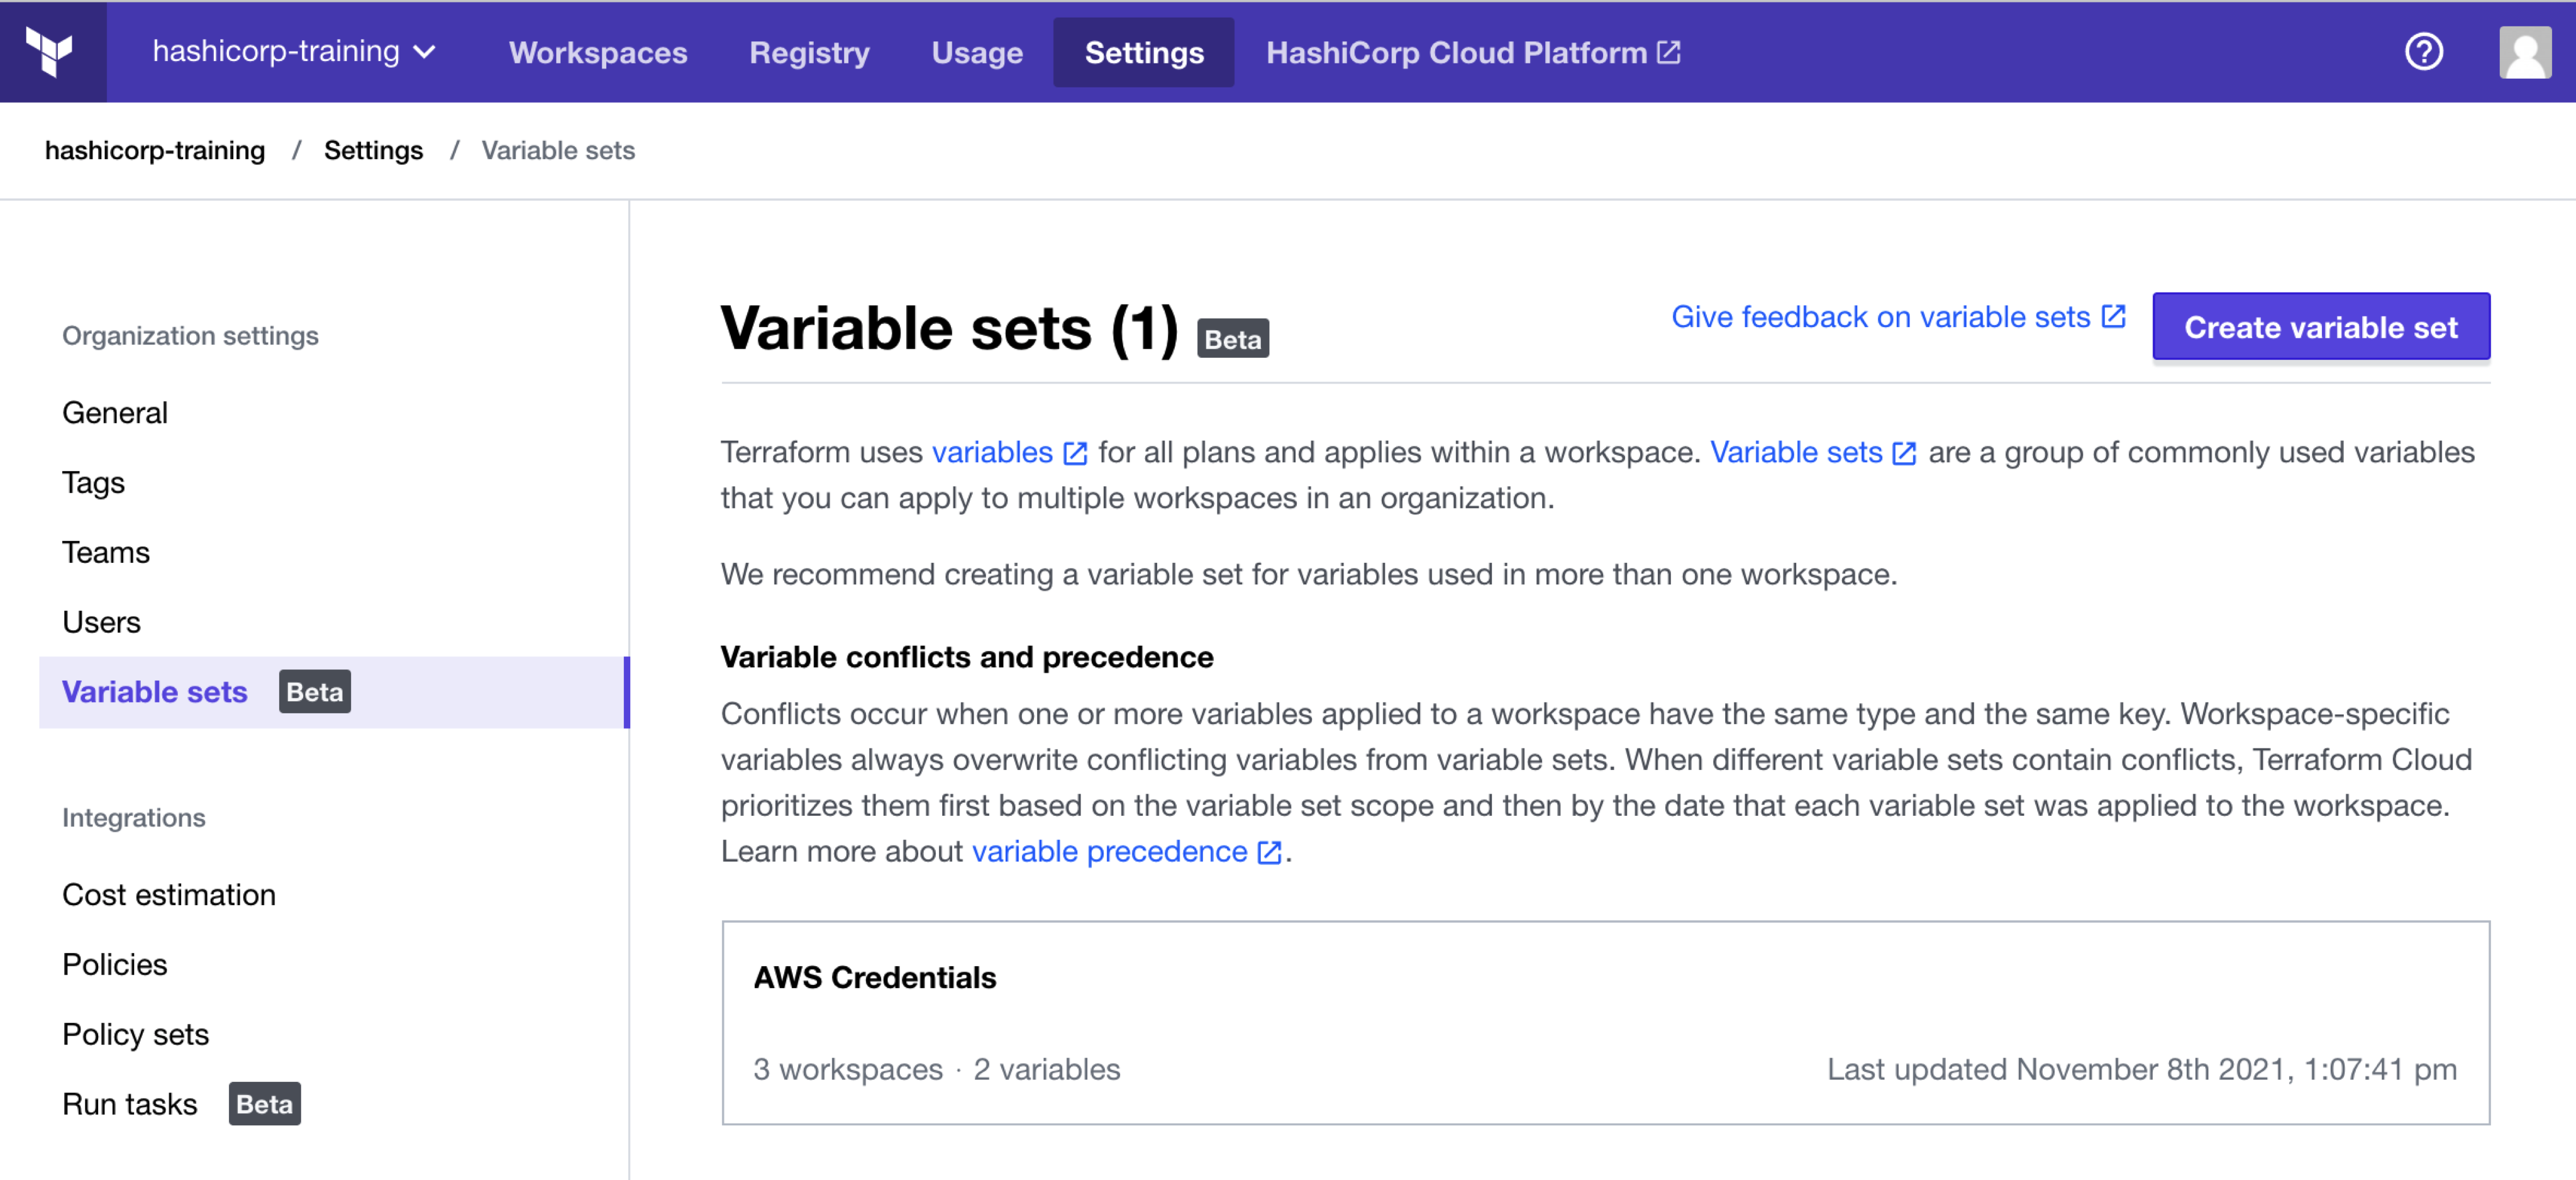 hashicorp-training
Workspaces
Registry
Usage
Settings
HashiCorp Cloud Platform
hashicorp-training / Settings / Variable sets
Organization settings
General
Tags
Teams
Users
Variable sets Beta
Integrations
Cost estimation
Policies
Policy sets
Run tasks Beta
Variable sets (1) Beta
Give feedback on variable sets
Create variable set
Terraform uses variables for all plans and applies within a workspace. Variable sets are a group of commonly used variables
that you can apply to multiple workspaces in an organization.
We recommend creating a variable set for variables used in more than one workspace.
Variable conflicts and precedence
Conflicts occur when one or more variables applied to a workspace have the same type and the same key. Workspace-specific
variables always overwrite conflicting variables from variable sets. When different variable sets contain conflicts, Terraform Cloud
prioritizes them first based on the variable set scope and then by the date that each variable set was applied to the workspace.
Learn more about variable precedence.
AWS Credentials
3 workspaces · 2 variables
Last updated November 8th 2021, 1:07:41 pm